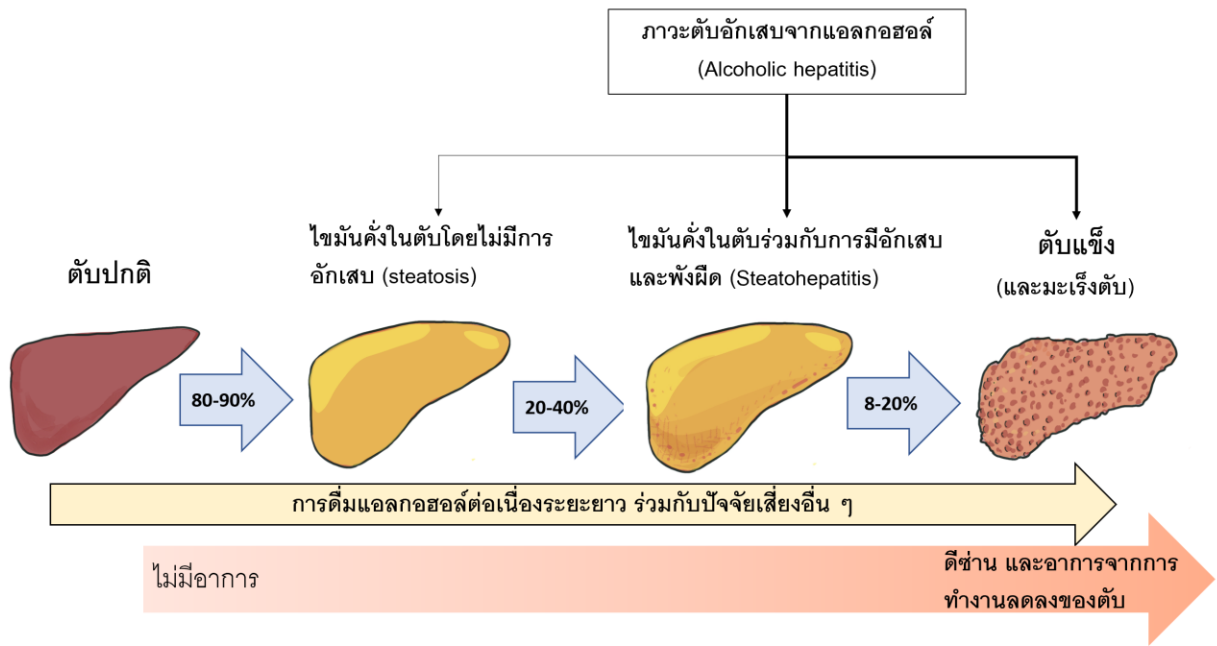 ภาวะตับอักเสบจากแอลกอฮอล์
(Alcoholic hepatitis)
ตับปกติ
ไขมันคั่งในตับโดยไม่มีการ
อักเสบ (steatosis)
ไขมันคั่งในตับร่วมกับการมีอักเสบ
และพังผืด (Steatohepatitis)
ตับแข็ง
(และมะเร็งตับ)
80-90%
20-40%
8-20%
การดื่มแอลกอฮอล์ต่อเนื่องระยะยาว ร่วมกับปัจจัยเสี่ยงอื่น ๆ
ไม่มีอาการ
ดีซ่าน และอาการจากการ
ทำงานลดลงของตับ